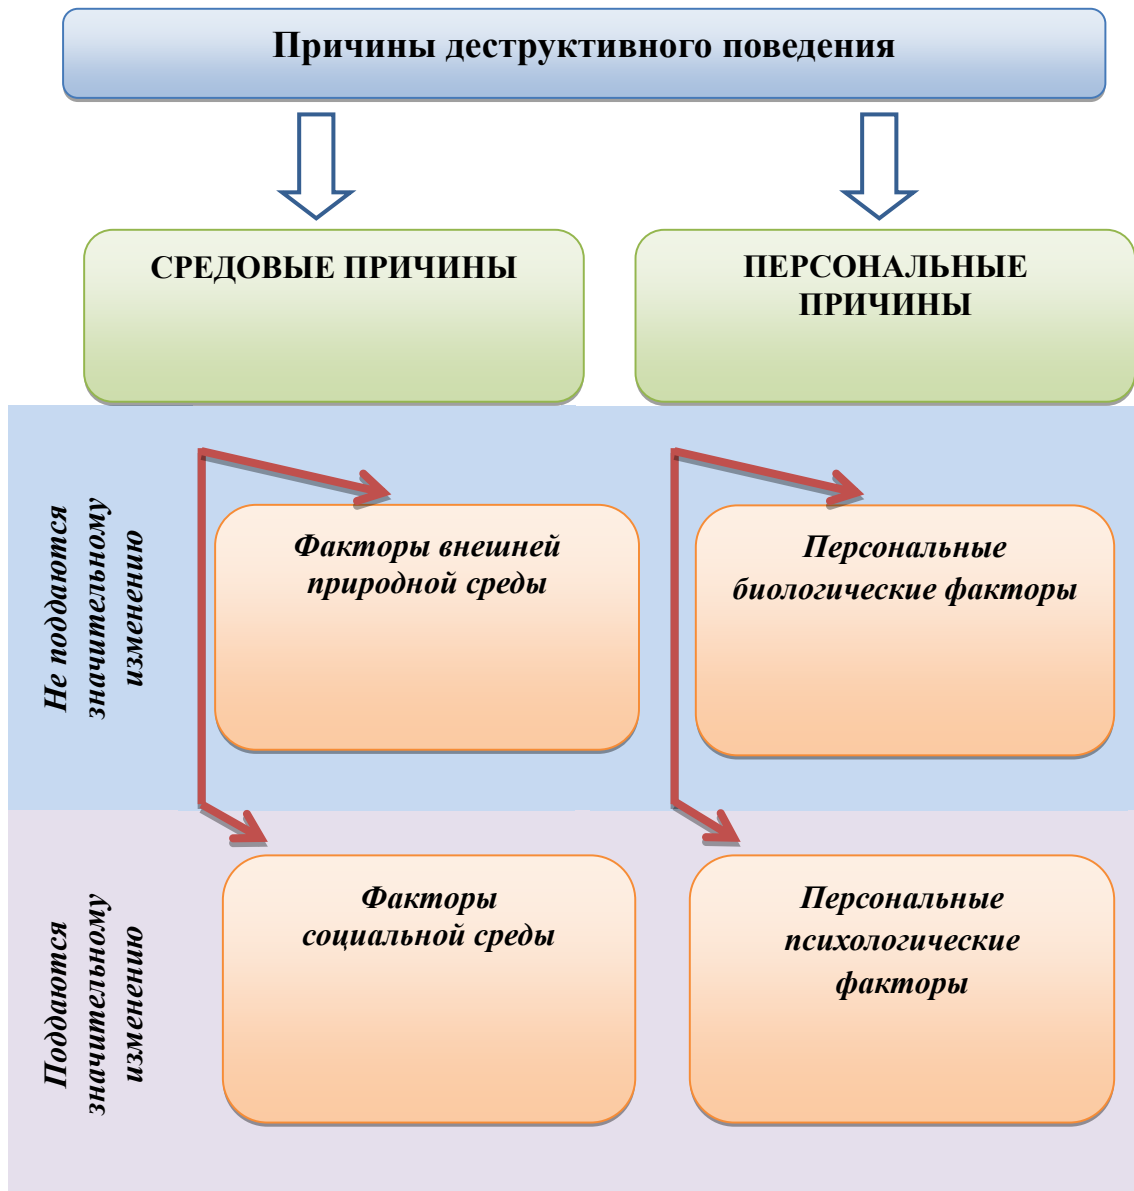 Причины деструктивного поведения
СРЕДОВЫЕ ПРИЧИНЫ
ПЕРСОНАЛЬНЫЕ
ПРИЧИНЫ
Не поддаются
значительному
изменению
Факторы внешней
природной среды
Персональные
биологические факторы
Поддаются
значительному
изменению
Факторы
социальной среды
Персональные
психологические
факторы